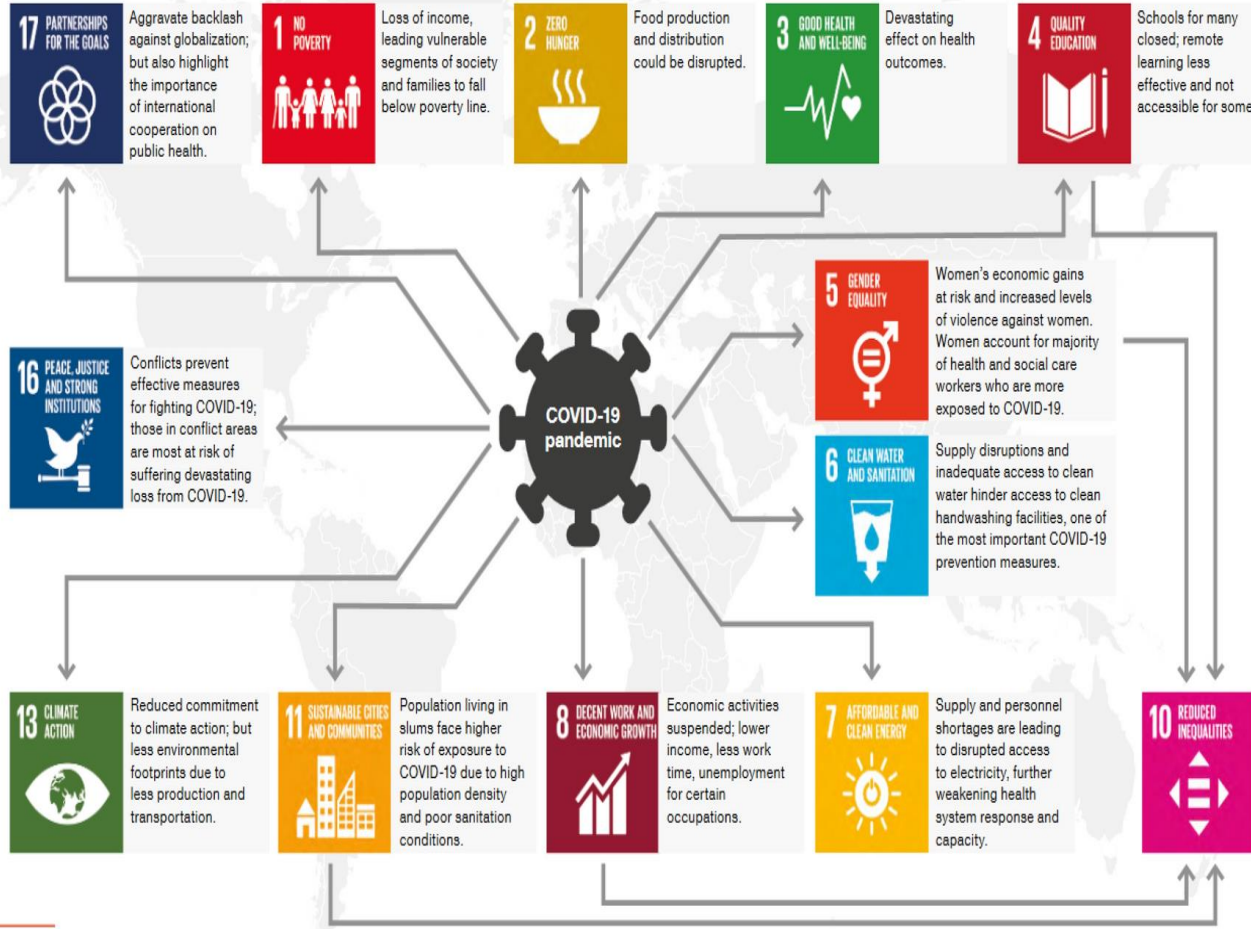 17 PARTNERSHIPS
FOR THE GOALS
Aggravate backlash
against globalization;
but also highlight
the importance
of international
cooperation on
public health.
1 NO
POVERTY
Loss of income,
leading vulnerable
segments of society
and families to fall
below poverty line.
2 ZERO
HUNGER
Food production
and distribution
could be disrupted.
3 GOOD HEALTH
AND WELL-BEING
Devastating
effect on health
outcomes.
4 QUALITY
EDUCATION
Schools for many
closed; remote
learning less
effective and not
accessible for some
5 GENDER
EQUALITY
Women's economic gains
at risk and increased levels
of violence against women.
Women account for majority
of health and social care
workers who are more
exposed to COVID-19.
16 PEACE, JUSTICE
AND STRONG
INSTITUTIONS
Conflicts prevent
effective measures
for fighting COVID-19;
those in conflict areas
are most at risk of
suffering devastating
loss from COVID-19.
COVID-19
pandemic
6 CLEAN WATER
AND SANITATION
Supply disruptions and
inadequate access to clean
water hinder access to clean
handwashing facilities, one of
the most important COVID-19
prevention measures.
13 CLIMATE
ACTION
Reduced commitment
to climate action; but
less environmental
footprints due to
less production and
transportation.
11 SUSTAINABLE CITIES
AND COMMUNITIES
Population living in
slums face higher
risk of exposure to
COVID-19 due to high
population density
and poor sanitation
conditions.
8 DECENT WORK AND
ECONOMIC GROWTH
Economic activities
suspended; lower
income, less work
time, unemployment
for certain
occupations.
7 AFFORDABLE AND
CLEAN ENERGY
Supply and personnel
shortages are leading
to disrupted access
to electricity, further
weakening health
system response and
capacity.
10 REDUCED
INEQUALITIES